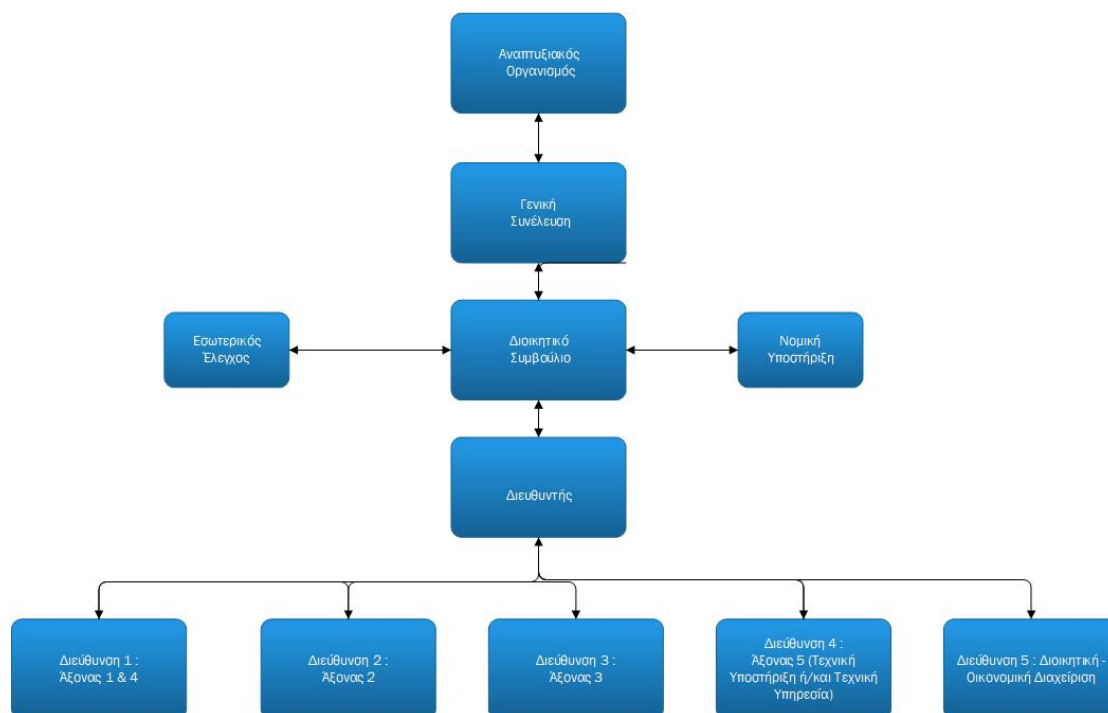 Αναπτυξιακός
Οργανισμός
Γενική
Συνέλευση
Εσωτερικός
Έλεγχος
Διοικητικό
Συμβούλιο
Νομική
Υποστήριξη
Διευθυντής
Διεύθυνση 1 :
Άξονας 1 & 4
Διεύθυνση 2 :
Άξονας 2
Διεύθυνση 3 :
Άξονας 3
Διεύθυνση 4 :
Άξονας 5 (Τεχνική
Υποστήριξη ή/και Τεχνική
Υπηρεσία)
Διεύθυνση 5 : Διοικητική -
Οικονομική Διαχείριση